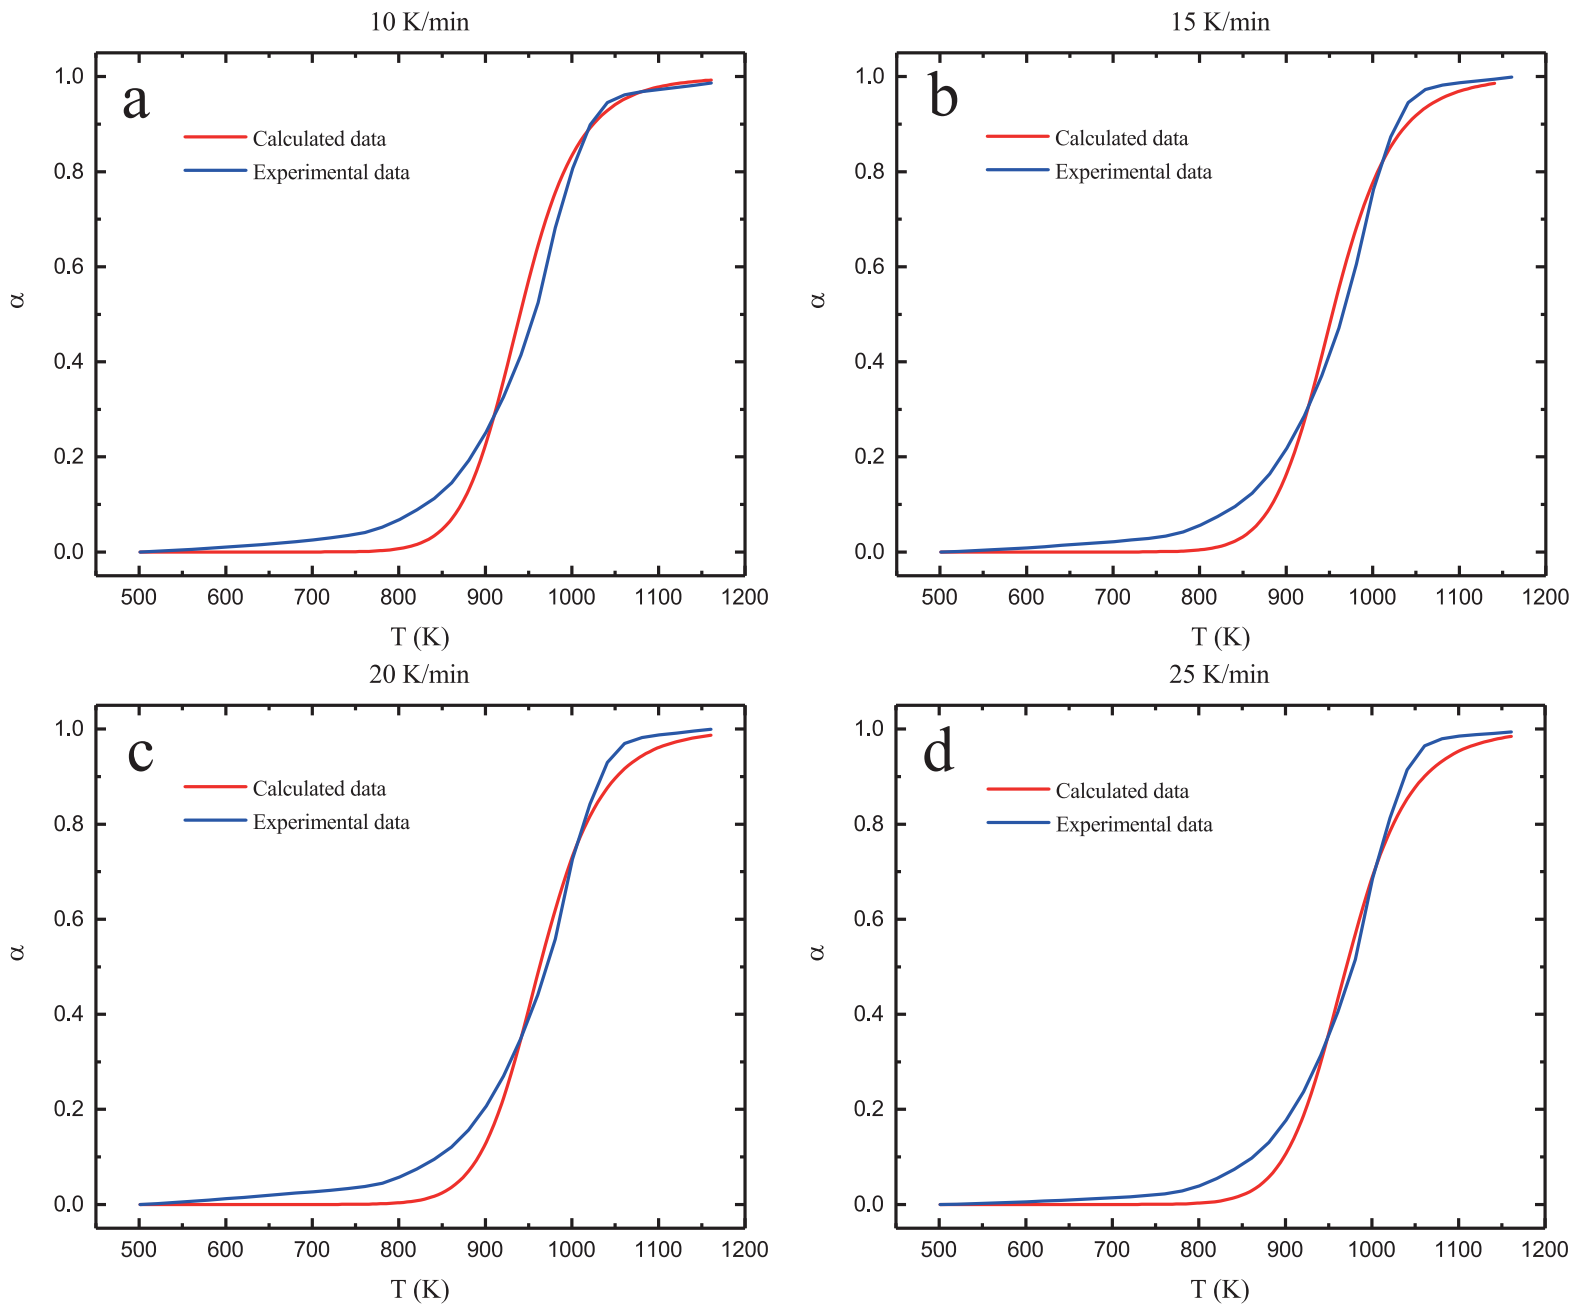 10 K/min
a
Calculated data
Experimental data
1.0
0.8
0.6
0.4
0.2
0.0
α
500 600 700 800 900 1000 1100 1200
T (K)
15 K/min
b
Calculated data
Experimental data
1.0
0.8
0.6
0.4
0.2
0.0
α
500 600 700 800 900 1000 1100 1200
T (K)
20 K/min
c
Calculated data
Experimental data
1.0
0.8
0.6
0.4
0.2
0.0
α
500 600 700 800 900 1000 1100 1200
T (K)
25 K/min
d
Calculated data
Experimental data
1.0
0.8
0.6
0.4
0.2
0.0
α
500 600 700 800 900 1000 1100 1200
T (K)